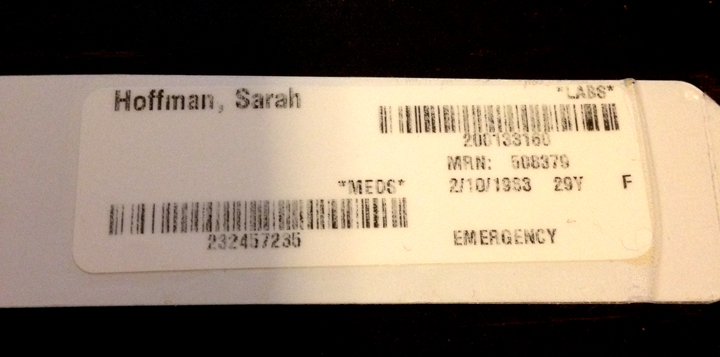 Hoffman, Sarah
*LABS*
200133160
MRN: 508379
*MEDS* 2/10/1983 29Y F
232457235
EMERGENCY